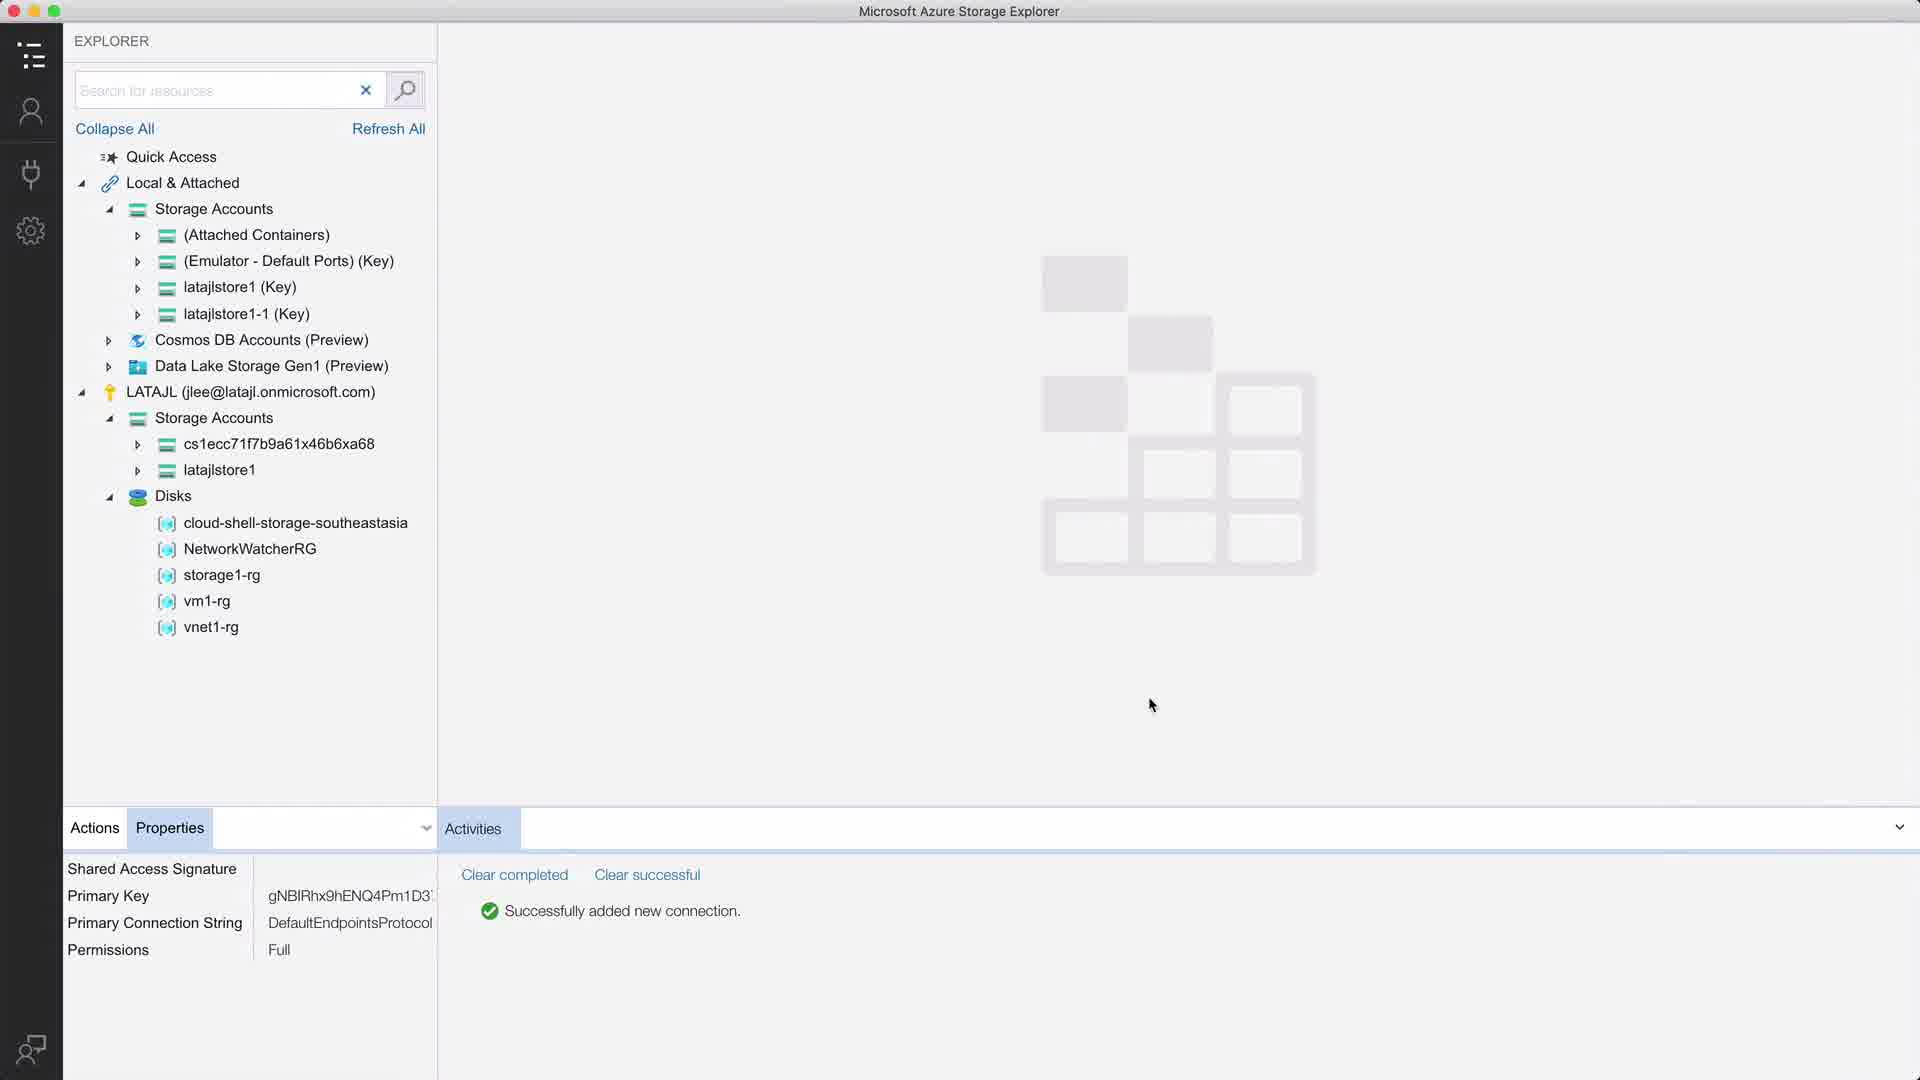 Microsoft Azure Storage Explorer
EXPLORER
Search for resources
Collapse All
Refresh All
Quick Access
Local & Attached
Storage Accounts
(Attached Containers)
(Emulator - Default Ports) (Key)
latajlstore1 (Key)
latajlstore1-1 (Key)
Cosmos DB Accounts (Preview)
Data Lake Storage Gen1 (Preview)
LATAJL (jlee@latajl.onmicrosoft.com)
Storage Accounts
cs1ecc71f7b9a61x46b6xa68
latajlstore1
Disks
cloud-shell-storage-southeastasia
NetworkWatcherRG
storage1-rg
vm1-rg
vnet1-rg
Actions
Properties
Shared Access Signature
Primary Key
Primary Connection String DefaultEndpointsProtocol
Permissions Full
Activities
Clear completed
Clear successful
Successfully added new connection.